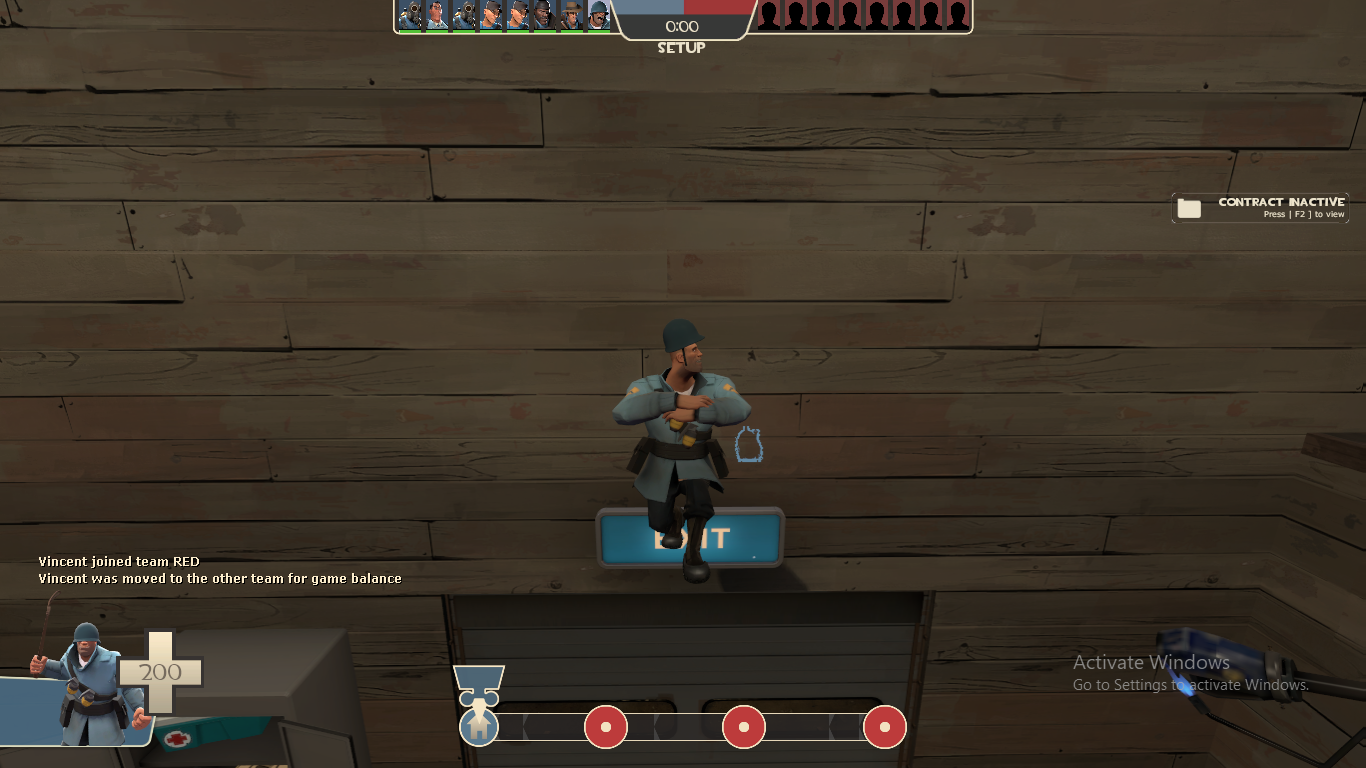 0:00
SETUP
CONTRACT INACTIVE
Press [ F2 ] to view
Vincent joined team RED
Vincent was moved to the other team for game balance
200
Activate Windows
Go to Settings to activate Windows.